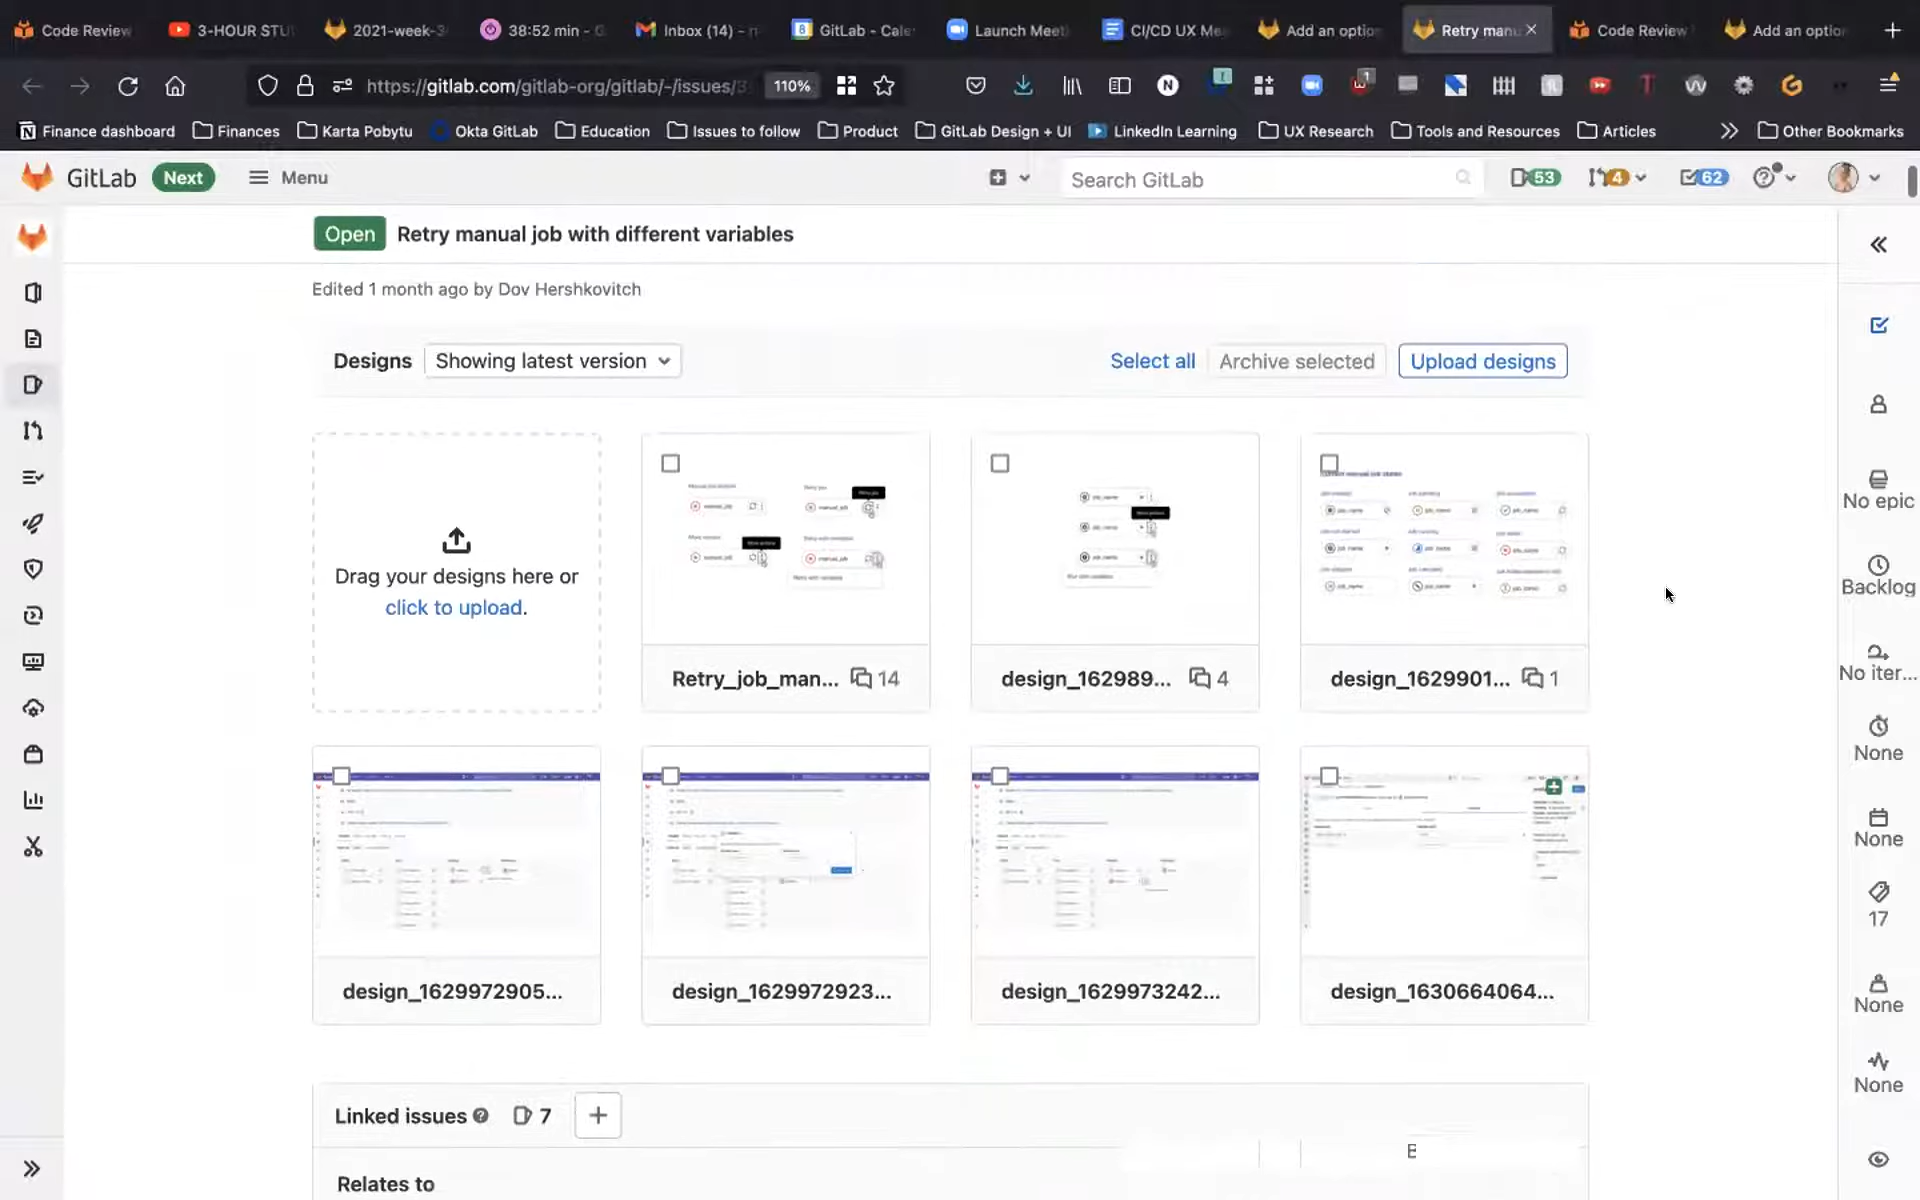 Code Review
3-HOUR STU
2021-week-3
38:52 min - G
Inbox (14) - n
GitLab - Cale
Launch Meet
CI/CD UX Me
Add an optio
Retry manu
Code Review
Add an optio
https://gitlab.com/gitlab-org/gitlab/-/issues/3
110%
Finance dashboard
Finances
Karta Pobytu
Okta GitLab
Education
Issues to follow
Product
GitLab Design + UI
LinkedIn Learning
UX Research
Tools and Resources
Articles
Other Bookmarks
GitLab
Next
Menu
Search GitLab
53
4
62
Open
Retry manual job with different variables
Edited 1 month ago by Dov Hershkovitch
Designs
Showing latest version
Select all
Archive selected
Upload designs
Drag your designs here or
click to upload.
Retry_job_man...
14
design_162989...
4
design_1629901...
1
design_1629972905...
design_1629972923...
design_1629973242...
design_1630664064...
Linked issues
7
Relates to
No epic
Backlog
No iter...
None
None
17
None
None